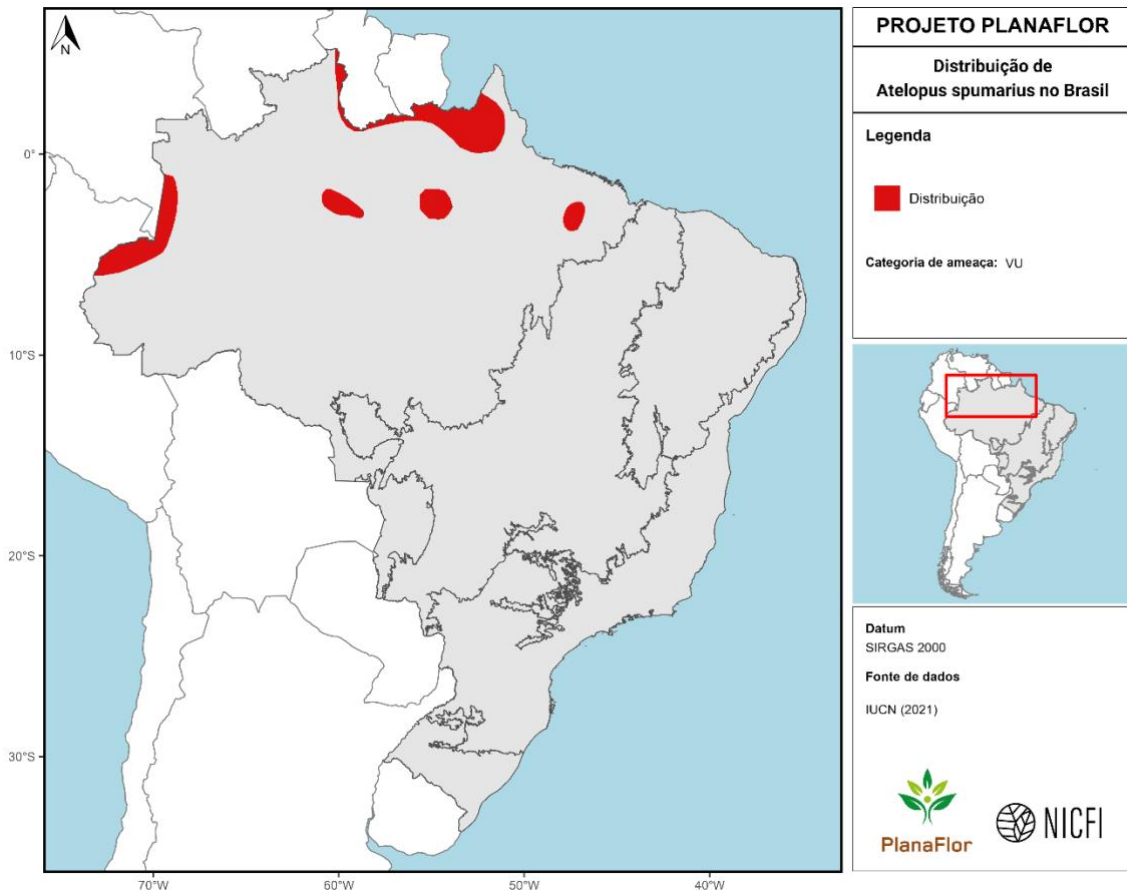 N
0°
10°S
20°S
30°S
70°W
60°W
50°W
40°W
PROJETO PLANAFLOR
Distribuição de
Atelopus spumarius no Brasil
Legenda
Distribuição
Categoria de ameaça: VU
Datum
SIRGAS 2000
Fonte de dados
IUCN (2021)
PlanaFlor
NICFI